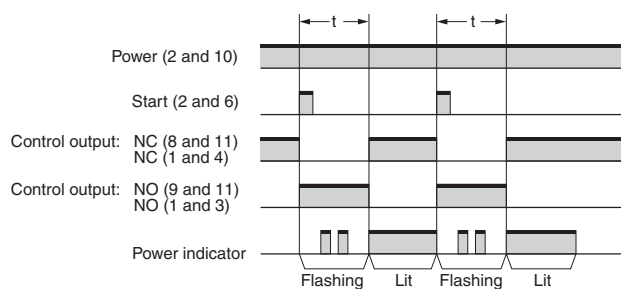 t t
Power (2 and 10)
Start (2 and 6)
Control output: NC (8 and 11)
NC (1 and 4)
Control output: NO (9 and 11)
NO (1 and 3)
Power indicator
Flashing Lit Flashing Lit